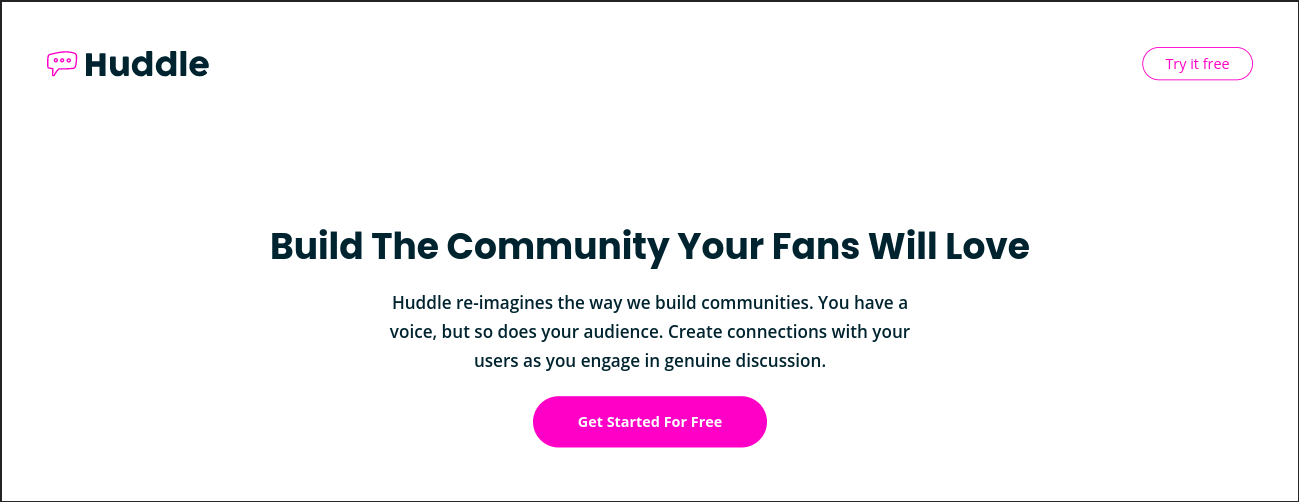 Huddle
Try it free
Build The Community Your Fans Will Love
Huddle re-imagines the way we build communities. You have a
voice, but so does your audience. Create connections with your
users as you engage in genuine discussion.
Get Started For Free